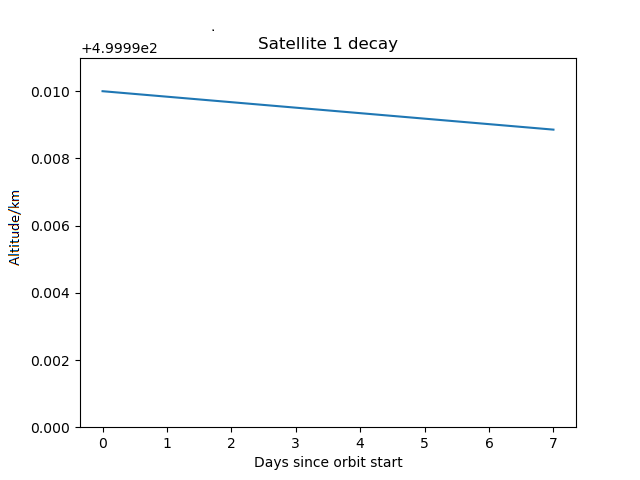 Satellite 1 decay
+4.9999e2
0.010
0.008
0.006
0.004
0.002
0.000
Altitude/km
0 1 2 3 4 5 6 7
Days since orbit start